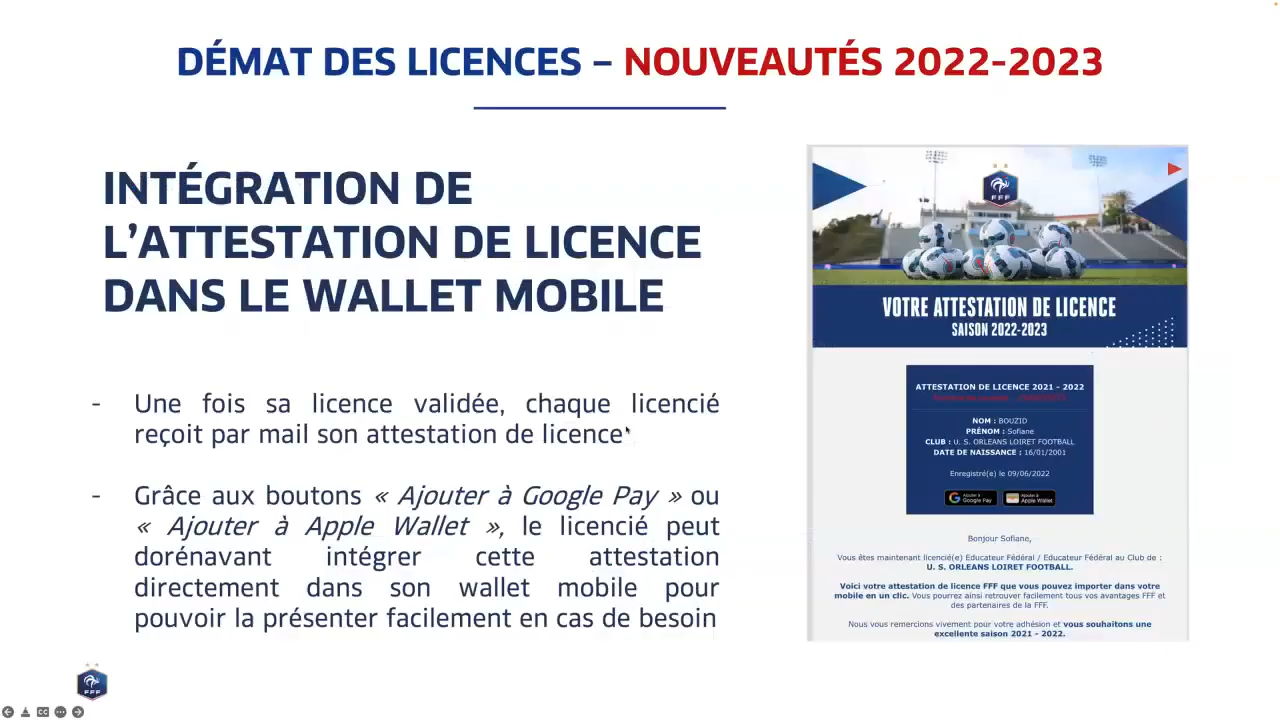 DÉMAT DES LICENCES – NOUVEAUTÉS 2022-2023
INTÉGRATION DE
L’ATTESTATION DE LICENCE
DANS LE WALLET MOBILE
- Une fois sa licence validée, chaque licencié
reçoit par mail son attestation de licence
- Grâce aux boutons « Ajouter à Google Pay » ou
« Ajouter à Apple Wallet », le licencié peut
dorénavant intégrer cette attestation
directement dans son wallet mobile pour
pouvoir la présenter facilement en cas de besoin
FFF
VOTRE ATTESTATION DE LICENCE
SAISON 2022-2023
ATTESTATION DE LICENCE 2021 - 2022
NOM : BOUZID
PRÉNOM : Sofiane
CLUB : U. S. ORLEANS LOIRET FOOTBALL
DATE DE NAISSANCE : 16/01/2001
Enregistré(e) le 09/06/2022
Ajouter à
Google Pay
Ajouter à
Apple Wallet
Bonjour Sofiane,
Vous êtes maintenant licencié(e) Educateur Fédéral / Educateur Fédéral au Club de :
U. S. ORLEANS LOIRET FOOTBALL.
Voici votre attestation de licence FFF que vous pouvez importer dans votre
mobile en un clic. Vous pourrez ainsi retrouver facilement tous vos avantages FFF et
des partenaires de la FFF.
Nous vous remercions vivement pour votre adhésion et vous souhaitons une
excellente saison 2021 - 2022.
FFF
CC